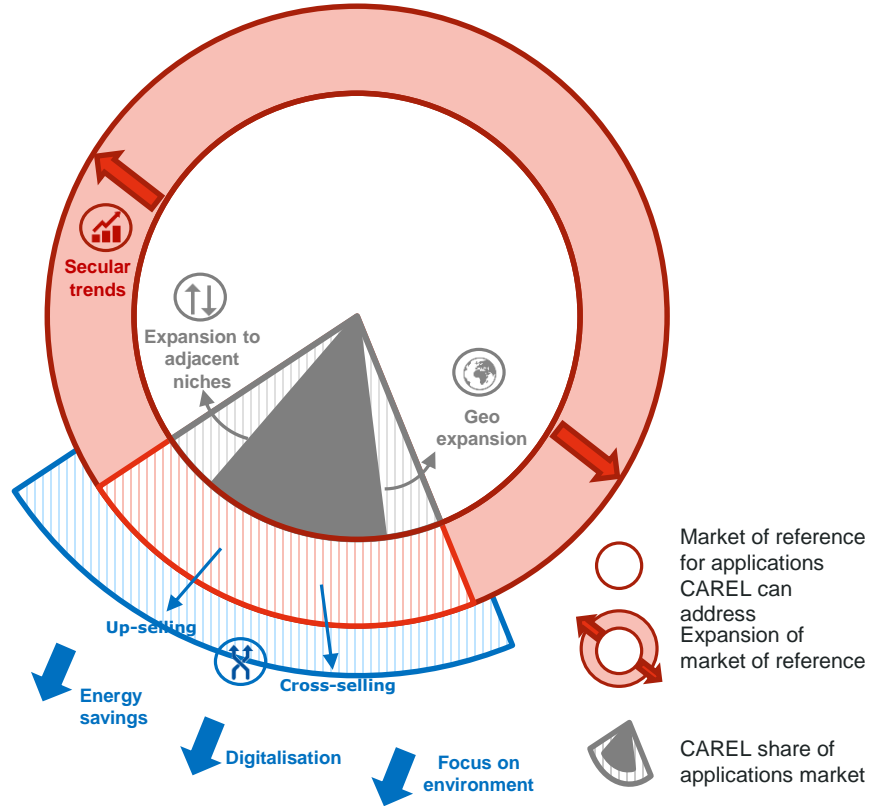 Secular
trends
Expansion to
adjacent
niches
Geo
expansion
Up-selling
Cross-selling
Energy
savings
Digitalisation
Focus on
environment
Market of reference
for applications
CAREL can
address
Expansion of
market of reference
CAREL share of
applications market